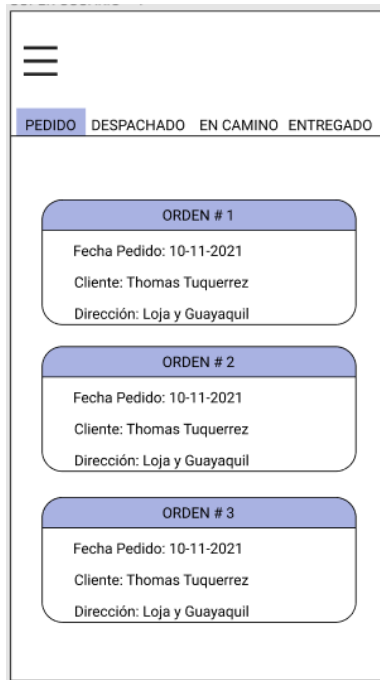 PEDIDO DESPACHADO EN CAMINO ENTREGADO
ORDEN # 1
Fecha Pedido: 10-11-2021
Cliente: Thomas Tuquerrez
Dirección: Loja y Guayaquil
ORDEN # 2
Fecha Pedido: 10-11-2021
Cliente: Thomas Tuquerrez
Dirección: Loja y Guayaquil
ORDEN # 3
Fecha Pedido: 10-11-2021
Cliente: Thomas Tuquerrez
Dirección: Loja y Guayaquil